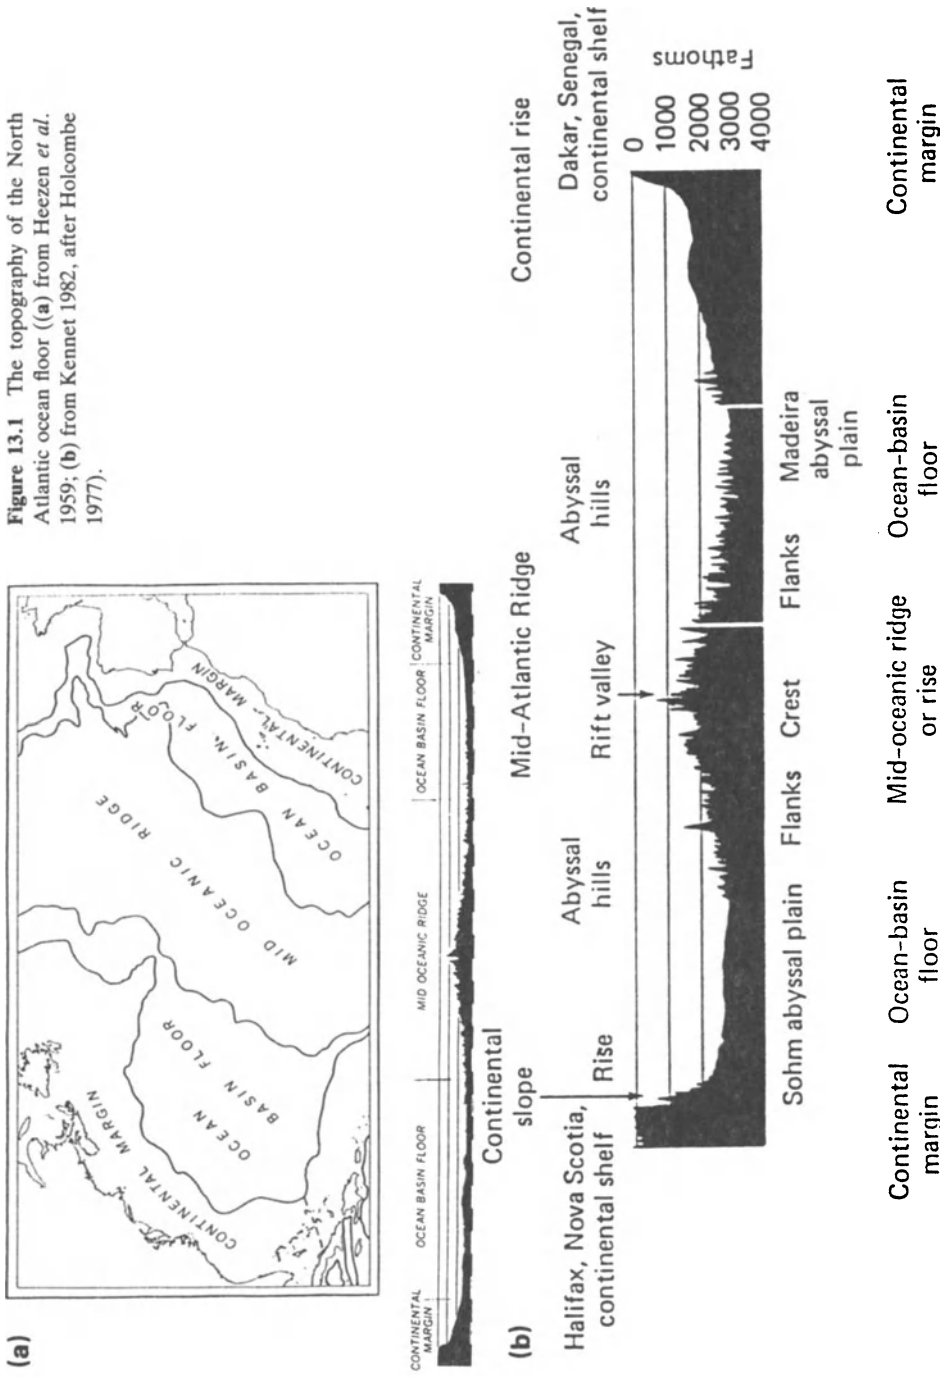 Figure 13.1 The topography of the North
Atlantic ocean floor ((a) from Heezen et al.
1959; (b) from Kennet 1982, after Holcombe
1977).
(a)
CONTINENTAL MARGIN
OCEAN
BASIN FLOOR
MID OCEANIC RIDGE
OCEAN BASIN FLOOR
CONTINENTAL MARGIN
CONTINENTAL
MARGIN
OCEAN BASIN FLOOR
MID OCEANIC RIDGE
OCEAN BASIN FLOOR
CONTINENTAL
MARGIN
(b)
Continental
slope
Mid-Atlantic Ridge
Continental rise
Halifax, Nova Scotia,
continental shelf
Rise
Abyssal
hills
Rift valley
Abyssal
hills
Dakar, Senegal,
continental shelf
0
1000
2000
3000
4000
Fathoms
Sohm abyssal plain
Flanks
Crest
Flanks
Madeira
abyssal
plain
Continental
margin
Ocean-basin
floor
Mid-oceanic ridge
or rise
Ocean-basin
floor
Continental
margin